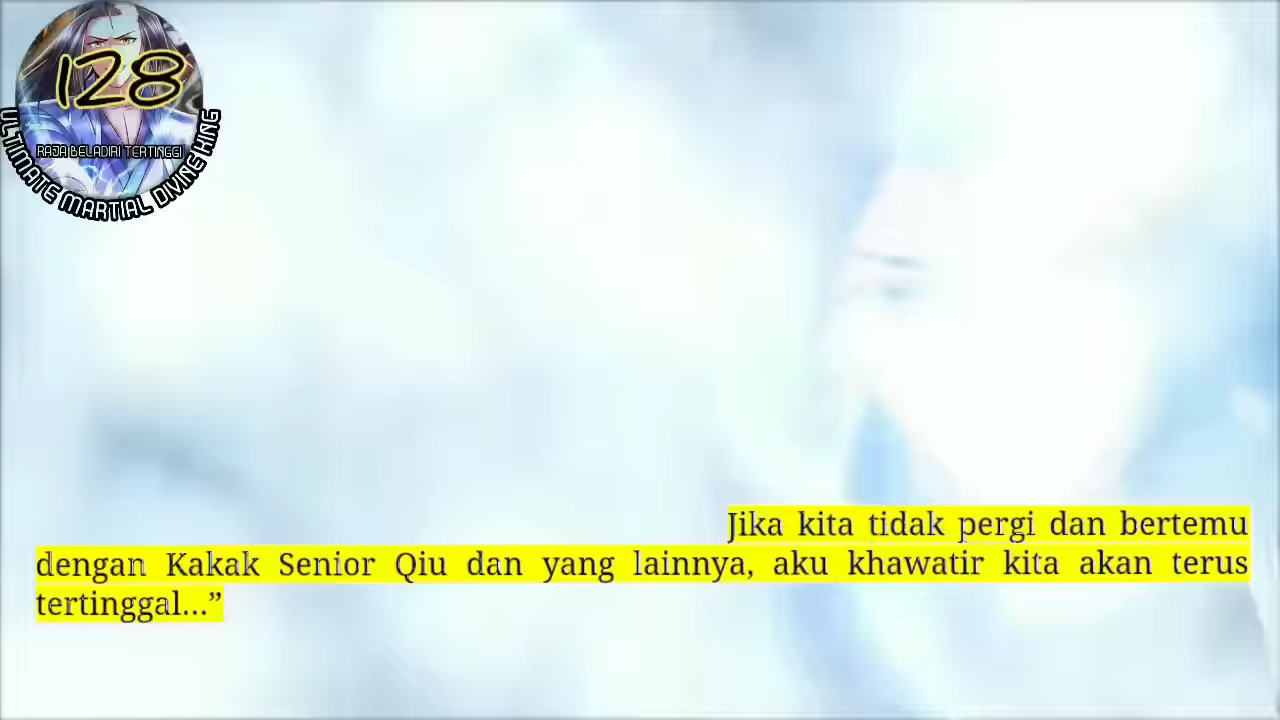 128
RAJA BELADIRI TERTINGGI
ULTIMATE MARTIAL DIVINE KING
Jika kita tidak pergi dan bertemu
dengan Kakak Senior Qiu dan yang lainnya, aku khawatir kita akan terus
tertinggal...”